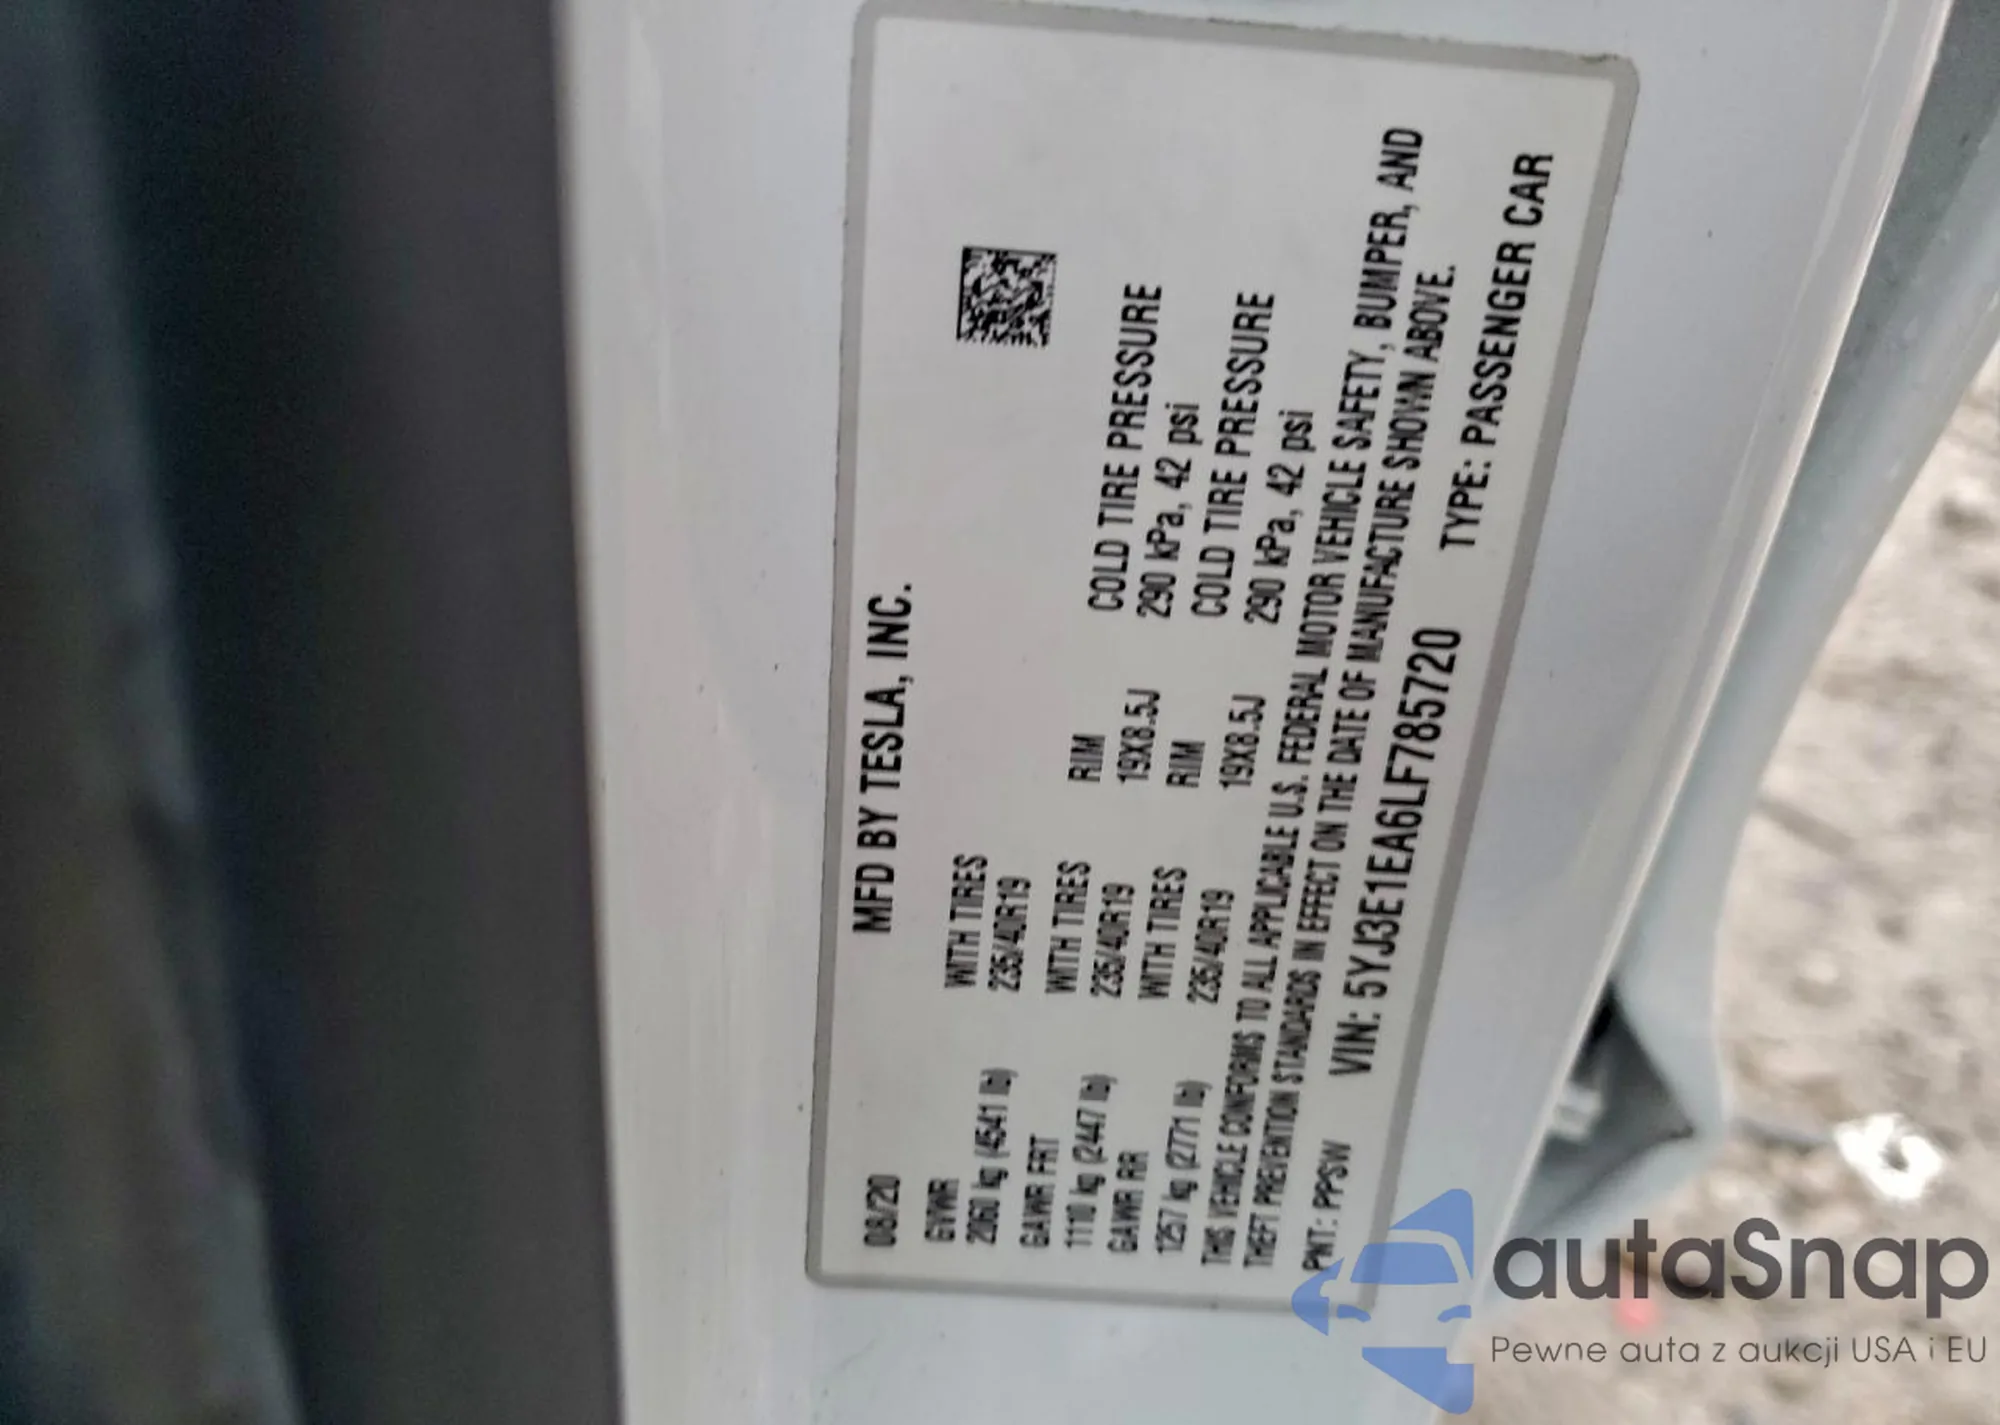 MFD BY TESLA, INC.
08/20
GVWR WITH TIRES RIM COLD TIRE PRESSURE
2060 kg (4541 lb) 235/40R19 19X8.5J 290 kPa, 42 psi
GAWR FRT WITH TIRES RIM COLD TIRE PRESSURE
1110 kg (2447 lb) 235/40R19 19X8.5J 290 kPa, 42 psi
GAWR RR WITH TIRES
1257 kg (2771 lb) 235/40R19
THIS VEHICLE CONFORMS TO ALL APPLICABLE U.S. FEDERAL MOTOR VEHICLE SAFETY, BUMPER, AND
THEFT PREVENTION STANDARDS IN EFFECT ON THE DATE OF MANUFACTURE SHOWN ABOVE.
PNT: PPSW VIN: 5YJ3E1EA6LF785720 TYPE: PASSENGER CAR
autaSnap
Pewne auta z aukcji USA i EU